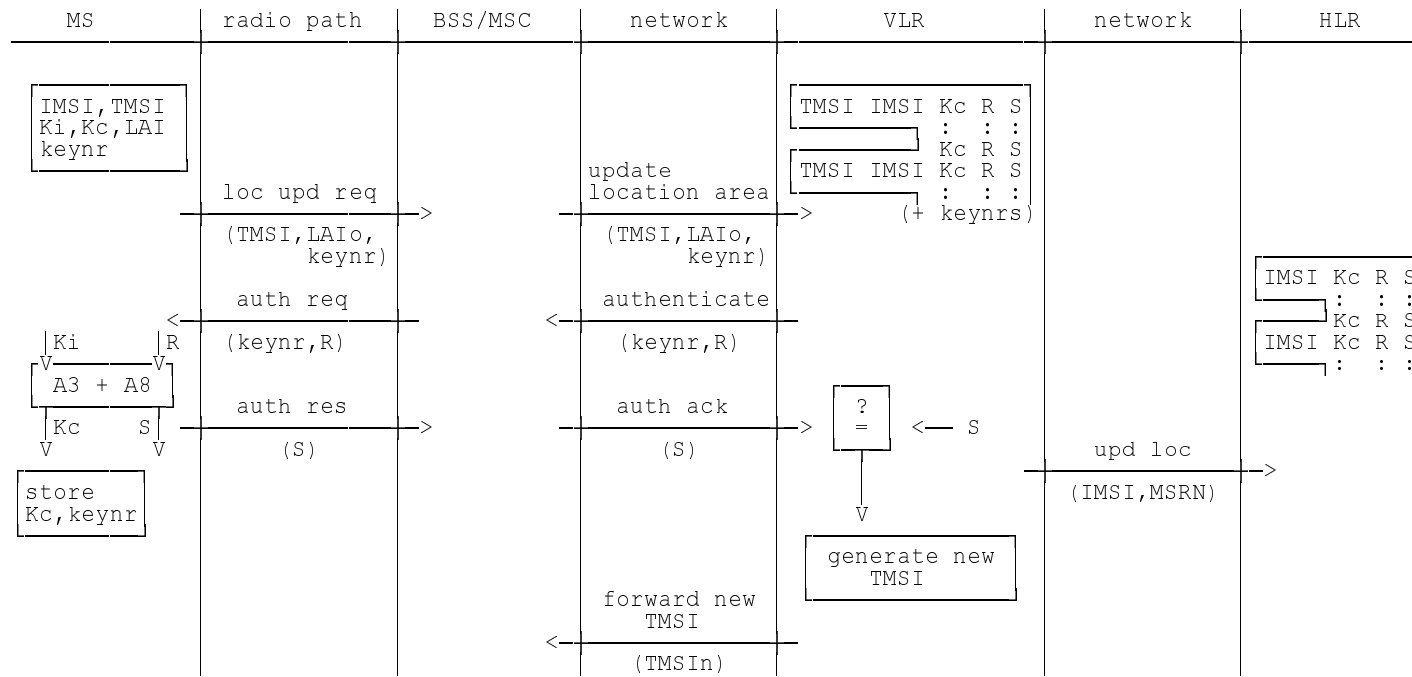 MS radio path BSS/MSC network VLR network HLR
IMSI,TMSI
Ki,Kc,LAI
keynr
TMSI IMSI Kc R S
: : :
Kc R S
TMSI IMSI Kc R S
: : :
(+ keynrs)
loc upd req
(TMSI,LAIo,
keynr)
update
location area
(TMSI,LAIo,
keynr)
IMSI Kc R S
: : :
Kc R S
IMSI Kc R S
: : :
auth req
(keynr,R)
authenticate
(keynr,R)
Ki R
V V
A3 + A8
Kc S
V V
auth res
(S)
auth ack
(S)
?
=
S
V
upd loc
(IMSI,MSRN)
store
Kc,keynr
generate new
TMSI
forward new
TMSI
(TMSIn)